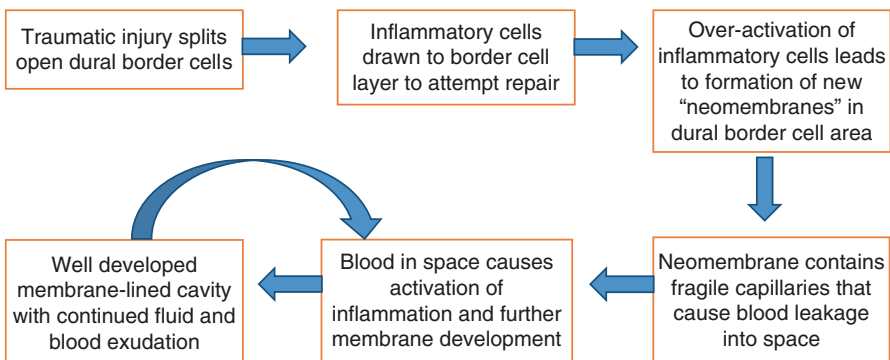 Traumatic injury splits
open dural border cells
Inflammatory cells
drawn to border cell
layer to attempt repair
Over-activation of
inflammatory cells leads
to formation of new
“neomembranes” in
dural border cell area
Neomembrane contains
fragile capillaries that
cause blood leakage
into space
Blood in space causes
activation of
inflammation and further
membrane development
Well developed
membrane-lined cavity
with continued fluid and
blood exudation